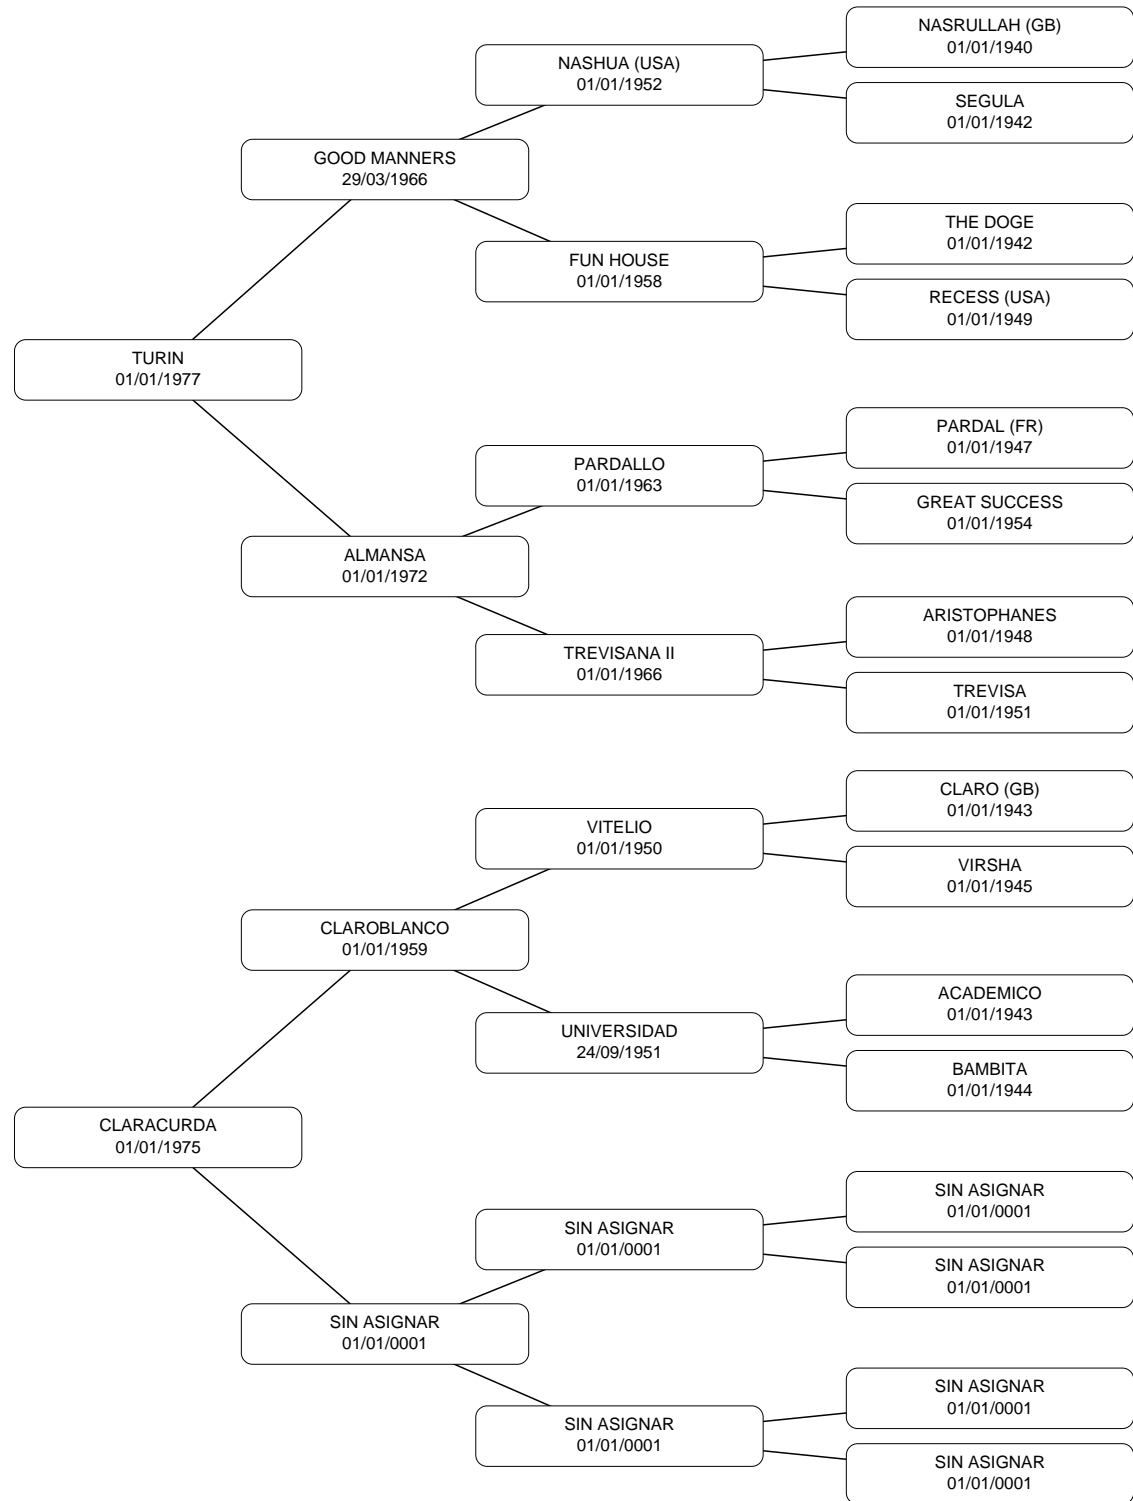 NASRULLAH (GB)
01/01/1940
NASHUA (USA)
01/01/1952
SEGULA
01/01/1942
GOOD MANNERS
29/03/1966
THE DOGE
01/01/1942
FUN HOUSE
01/01/1958
RECESS (USA)
01/01/1949
TURIN
01/01/1977
PARDAL (FR)
01/01/1947
PARDALLO
01/01/1963
GREAT SUCCESS
01/01/1954
ALMANSA
01/01/1972
ARISTOPHANES
01/01/1948
TREVISANA II
01/01/1966
TREVISA
01/01/1951
CLARO (GB)
01/01/1943
VITELIO
01/01/1950
VIRSHA
01/01/1945
CLAROBLANCO
01/01/1959
ACADEMICO
01/01/1943
UNIVERSIDAD
24/09/1951
BAMBITA
01/01/1944
CLARACURDA
01/01/1975
SIN ASIGNAR
01/01/0001
SIN ASIGNAR
01/01/0001
SIN ASIGNAR
01/01/0001
SIN ASIGNAR
01/01/0001
SIN ASIGNAR
01/01/0001
SIN ASIGNAR
01/01/0001
SIN ASIGNAR
01/01/0001